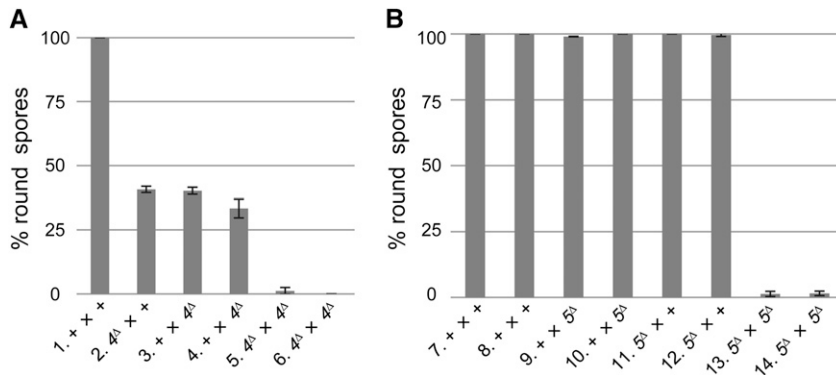 A
% round spores
100
75
50
25
0
1. + × +
2. 4Δ × +
3. + × 4Δ
4. + × 4Δ
5. 4Δ × 4Δ
6. 4Δ × 4Δ
B
% round spores
100
75
50
25
0
7. + × +
8. + × +
9. + × 5Δ
10. + × 5Δ
11. 5Δ × +
12. 5Δ × +
13. 5Δ × 5Δ
14. 5Δ × 5Δ